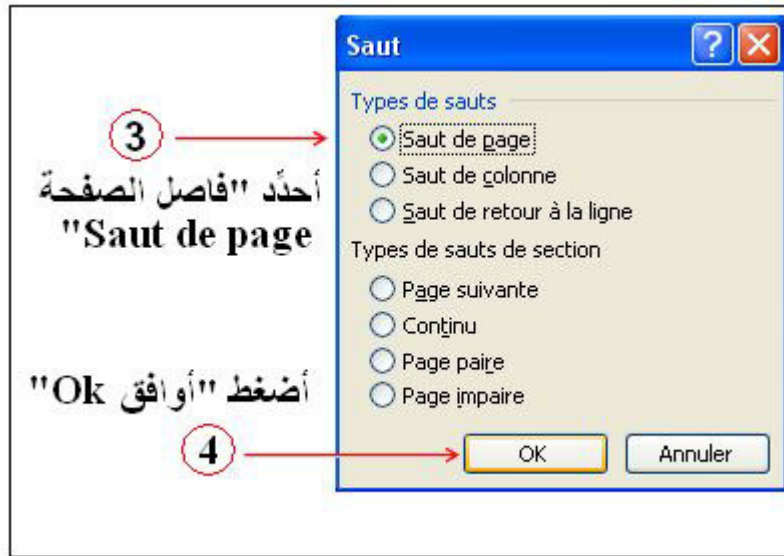 Saut
Types de sauts
3
Saut de page
أحدّد "فاصل الصفحة
Saut de page"
Saut de colonne
Saut de retour à la ligne
Types de sauts de section
Page suivante
Continu
Page paire
أضغط "أوافق Ok"
Page impaire
4
OK
Annuler